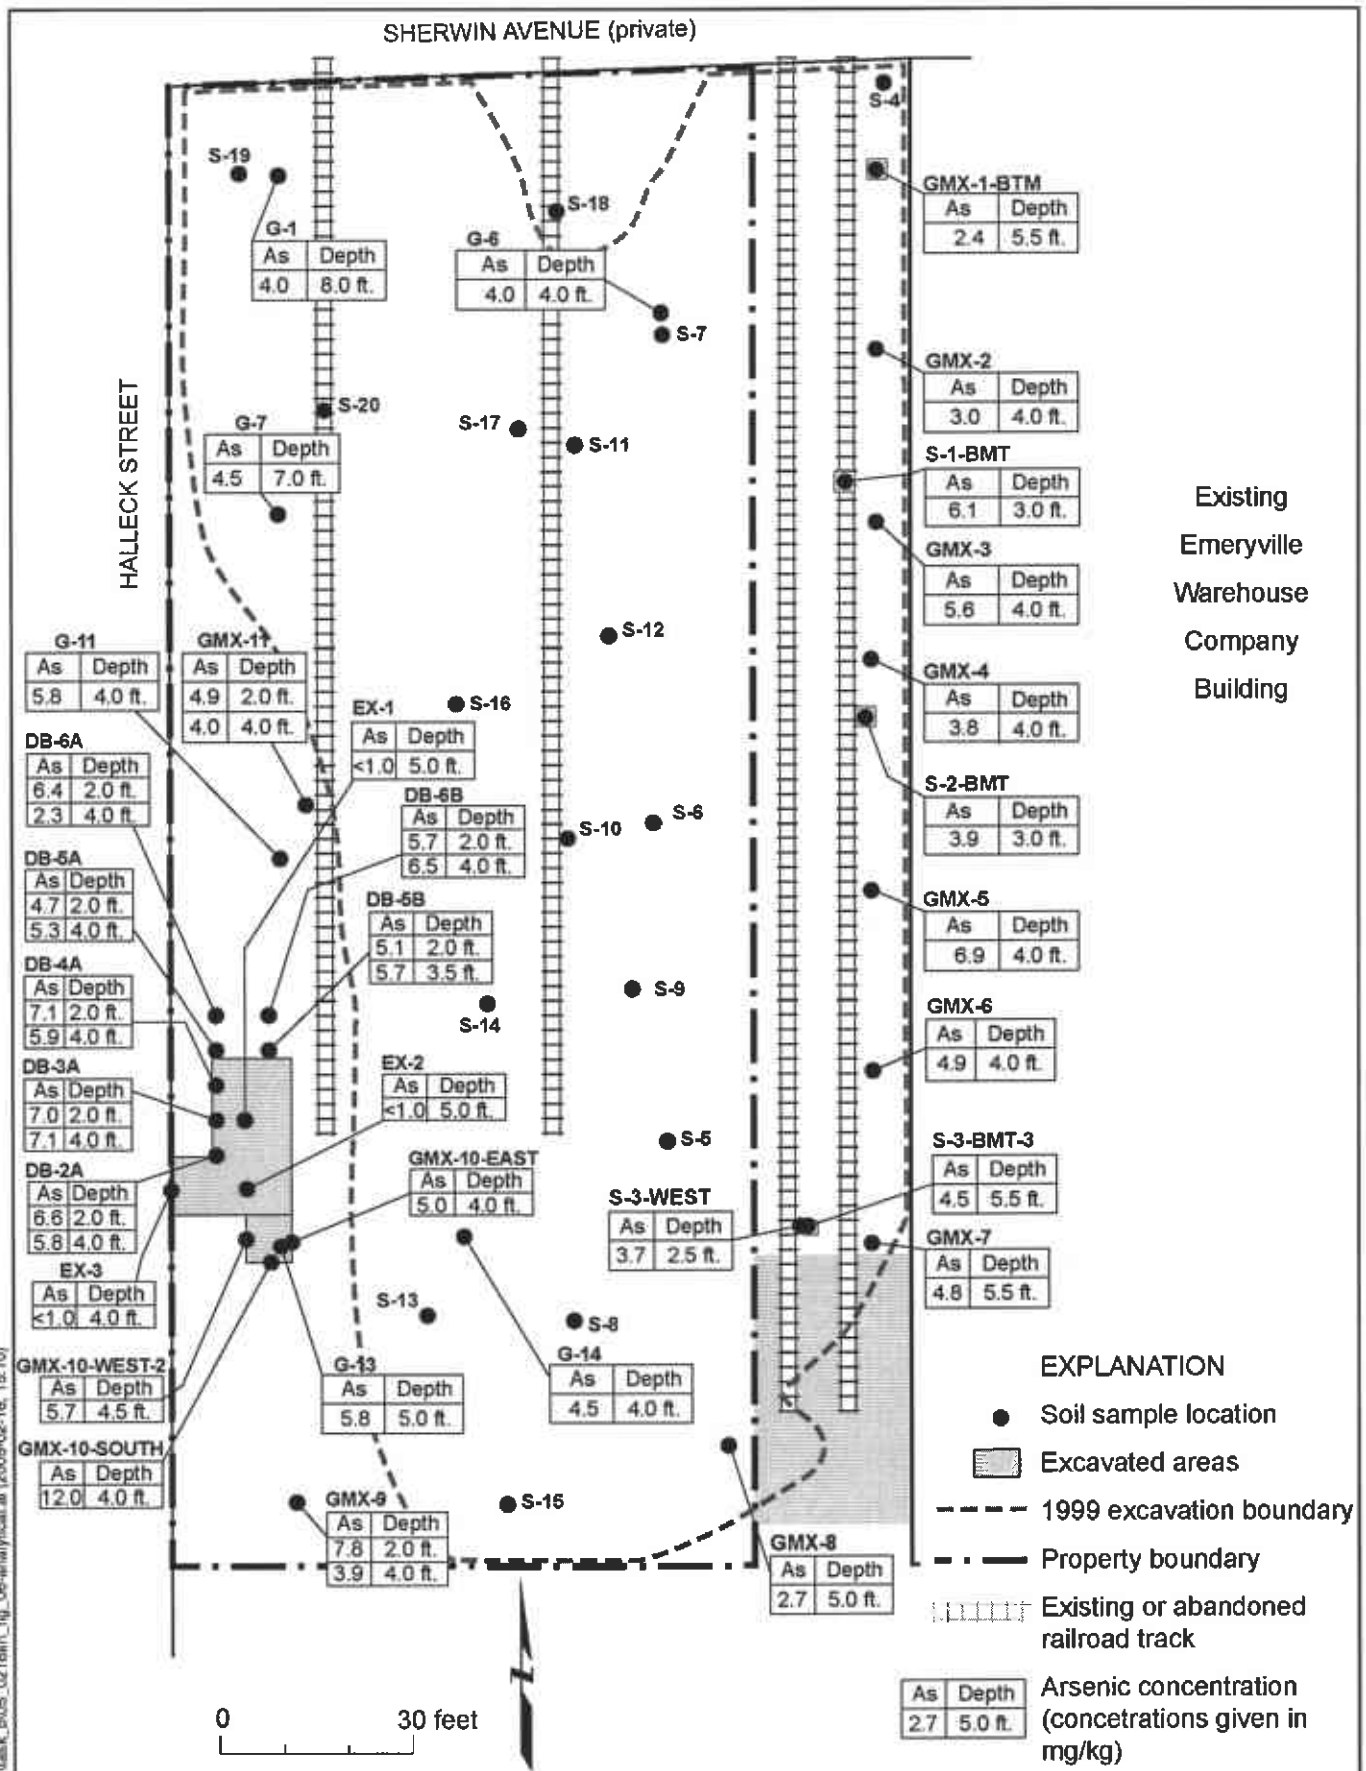 SHERWIN AVENUE (private)
S-4
S-19
G-1
As Depth
4.0 8.0 ft.
S-18
G-6
As Depth
4.0 4.0 ft.
S-7
GMX-1-BTM
As Depth
2.4 5.5 ft.
HALLECK STREET
S-20
G-7
As Depth
4.5 7.0 ft.
S-17
S-11
GMX-2
As Depth
3.0 4.0 ft.
S-1-BMT
As Depth
6.1 3.0 ft.
GMX-3
As Depth
5.6 4.0 ft.
Existing
Emeryville
Warehouse
Company
Building
S-12
G-11
As Depth
5.8 4.0 ft.
GMX-11
As Depth
4.9 2.0 ft.
4.0 4.0 ft.
S-16
GMX-4
As Depth
3.8 4.0 ft.
EX-1
As Depth
<1.0 5.0 ft.
DB-6A
As Depth
6.4 2.0 ft.
2.3 4.0 ft.
DB-6B
As Depth
5.7 2.0 ft.
6.5 4.0 ft.
S-10
S-6
S-2-BMT
As Depth
3.9 3.0 ft.
DB-5A
As Depth
4.7 2.0 ft.
5.3 4.0 ft.
DB-5B
As Depth
5.1 2.0 ft.
5.7 3.5 ft.
GMX-5
As Depth
6.9 4.0 ft.
DB-4A
As Depth
7.1 2.0 ft.
5.9 4.0 ft.
S-14
S-9
GMX-6
As Depth
4.9 4.0 ft.
DB-3A
As Depth
7.0 2.0 ft.
7.1 4.0 ft.
EX-2
As Depth
<1.0 5.0 ft.
S-5
S-3-BMT-3
As Depth
4.5 5.5 ft.
DB-2A
As Depth
6.6 2.0 ft.
5.8 4.0 ft.
GMX-10-EAST
As Depth
5.0 4.0 ft.
S-3-WEST
As Depth
3.7 2.5 ft.
GMX-7
As Depth
4.8 5.5 ft.
EX-3
As Depth
<1.0 4.0 ft.
S-13
S-8
GMX-10-WEST-2
As Depth
5.7 4.5 ft.
G-13
As Depth
5.8 5.0 ft.
G-14
As Depth
4.5 4.0 ft.
GMX-10-SOUTH
As Depth
12.0 4.0 ft.
GMX-9
As Depth
7.8 2.0 ft.
3.9 4.0 ft.
S-15
GMX-8
As Depth
2.7 5.0 ft.
EXPLANATION
Soil sample location
Excavated areas
1999 excavation boundary
Property boundary
Existing or abandoned
railroad track
As Depth
2.7 5.0 ft.
Arsenic concentration
(concetrations given in
mg/kg)
0 30 feet